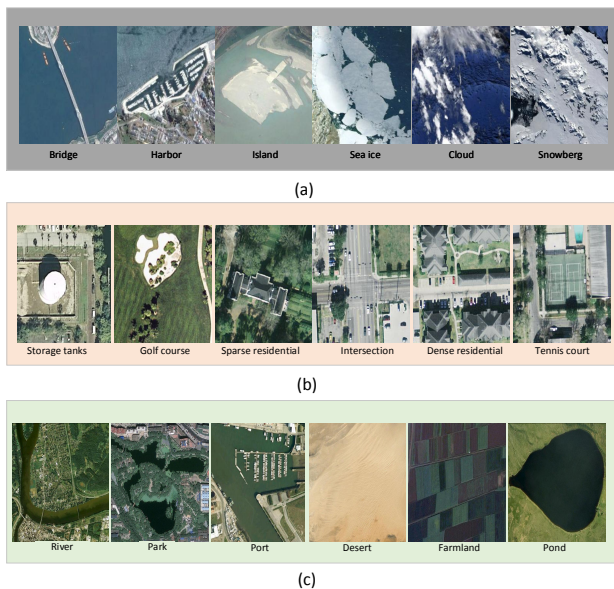 Bridge Harbor Island Sea ice Cloud Snowberg
(a)
Storage tanks Golf course Sparse residential Intersection Dense residential Tennis court
(b)
River Park Port Desert Farmland Pond
(c)